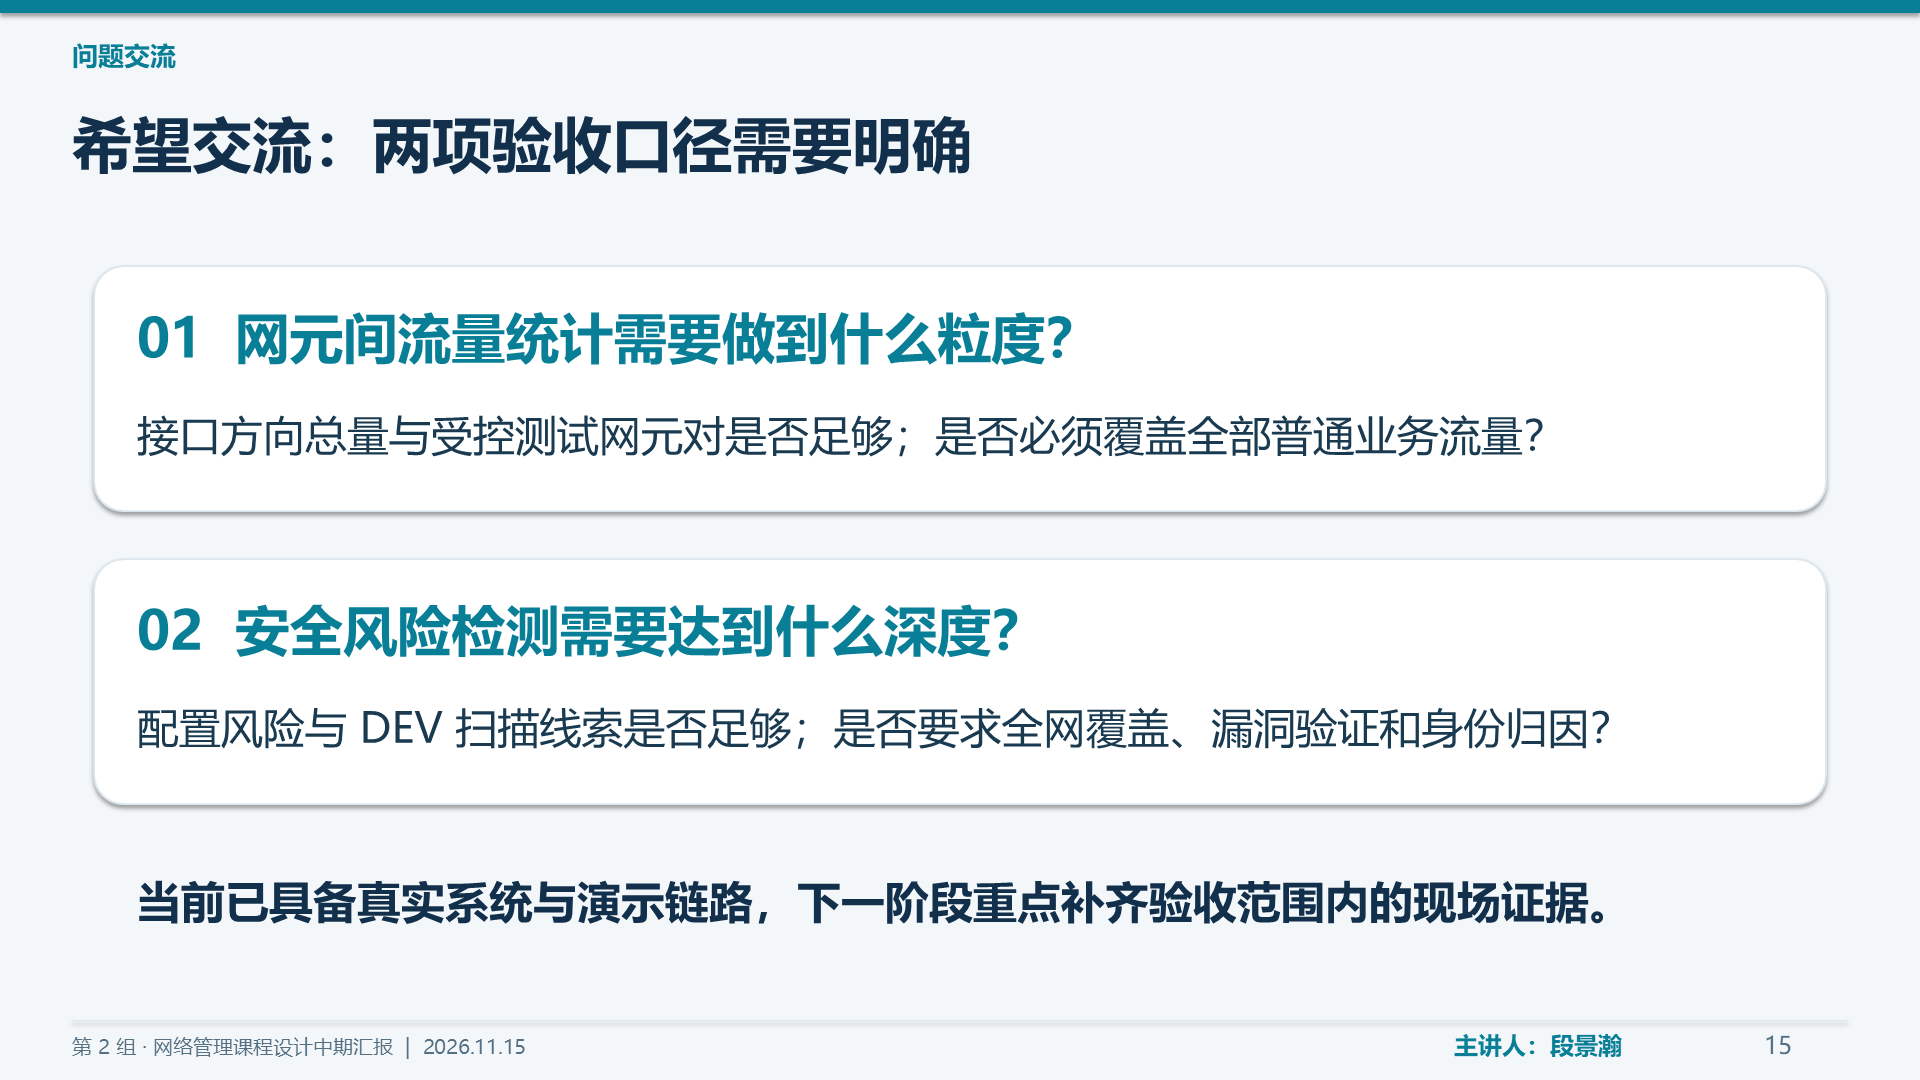 问题交流
希望交流：两项验收口径需要明确
01 网元间流量统计需要做到什么粒度？
接口方向总量与受控测试网元对是否足够；是否必须覆盖全部普通业务流量？
02 安全风险检测需要达到什么深度？
配置风险与 DEV 扫描线索是否足够；是否要求全网覆盖、漏洞验证和身份归因？
当前已具备真实系统与演示链路，下一阶段重点补齐验收范围内的现场证据。
第 2 组 · 网络管理课程设计中期汇报 | 2026.11.15
主讲人：段景瀚
15